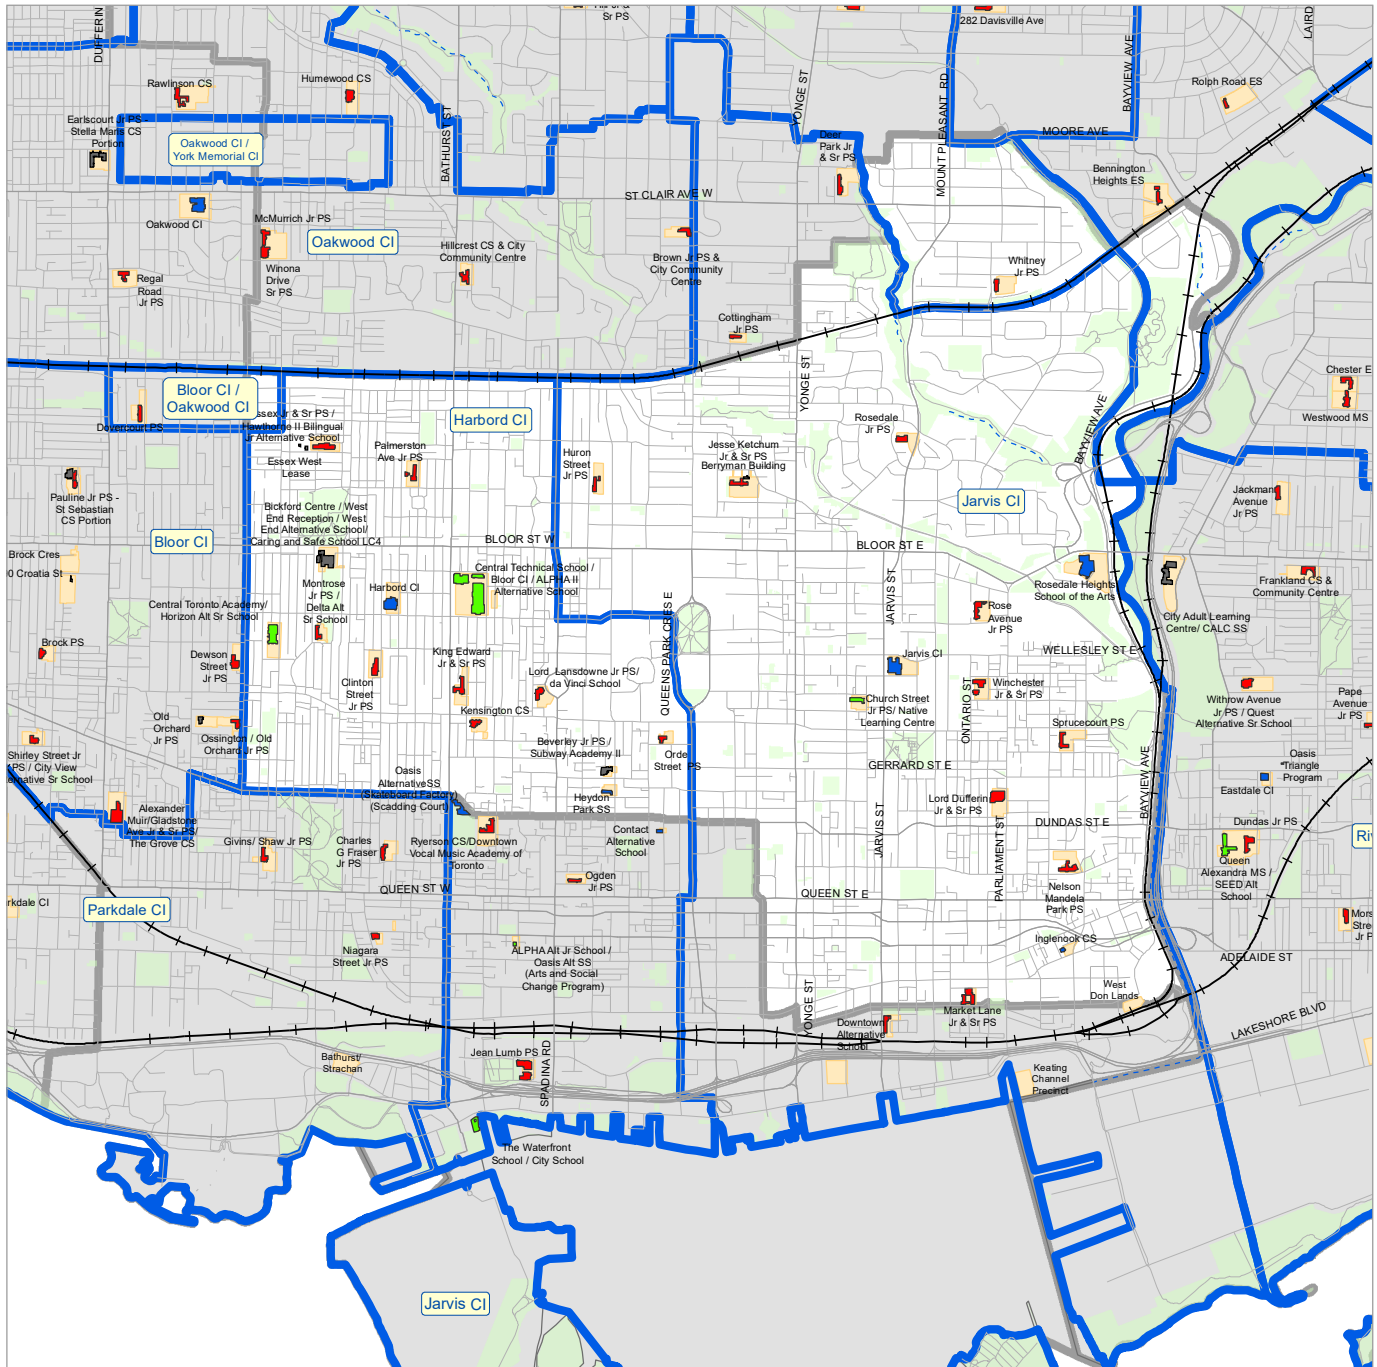 DUFFERIN
Sr PS
282 Davisville Ave
BAYVIEW AVE
LAIRD
Rawlinson CS
Humewood CS
YONGE ST
MOUNT PLEASANT RD
Rolph Road ES
Earlscourt Jr PS -
Stella Maris CS
Portion
Oakwood CI /
York Memorial CI
BATHURST ST
Deer
Park Jr
& Sr PS
MOORE AVE
Bennington
Heights ES
ST CLAIR AVE W
Oakwood CI
McMurrich Jr PS
Oakwood CI
Hillcrest CS & City
Community Centre
Brown Jr PS &
City Community
Centre
Whitney
Jr PS
Regal
Road
Jr PS
Winona
Drive
Sr PS
Cottingham
Jr PS
YONGE ST
Chester E
Westwood MS
Bloor CI /
Oakwood CI
Dovercourt PS
Harbord CI
ssex Jr & Sr PS /
Hawthorne II Bilingual
Jr Alternative School
Essex West
Lease
Palmerston
Ave Jr PS
Huron
Street
Jr PS
Jesse Ketchum
Jr & Sr PS
Berryman Building
Rosedale
Jr PS
BAYVIEW AVE
Jarvis CI
Jackman
Avenue
Jr PS
Pauline Jr PS -
St Sebastian
CS Portion
Bickford Centre / West
End Reception / West
End Alternative School/
Caring and Safe School LC4
Bloor CI
BLOOR ST W
BLOOR ST E
Brock Cres
0 Croatia St
Central Technical School /
Bloor CI / ALPHA II
Alternative School
Montrose
Jr PS /
Delta Alt
Sr School
Harbord CI
JARVIS ST
Rosedale Heights
School of the Arts
Frankland CS &
Community Centre
Central Toronto Academy/
Horizon Alt Sr School
QUEENS PARK CRES E
Rose
Avenue
Jr PS
City Adult Learning
Centre/ CALC SS
Brock PS
Dewson
Street
Jr PS
King Edward
Jr & Sr PS
Jarvis CI
WELLESLEY ST E
Clinton
Street
Jr PS
Lord Lansdowne Jr PS/
da Vinci School
Winchester
Jr & Sr PS
ONTARIO ST
Church Street
Jr PS/ Native
Learning Centre
Withrow Avenue
Jr PS / Quest
Alternative Sr School
Pape
Avenue
Jr PS
Old
Orchard
Jr PS
Ossington / Old
Orchard Jr PS
Kensington CS
Sprucecourt PS
Shirley Street Jr
PS / City View
ernative Sr School
Beverley Jr PS /
Subway Academy II
Orde
Street PS
GERRARD ST E
BAYVIEW AVE
Oasis
Triangle
Program
Oasis
AlternativeSS
(Skateboard Factory)
(Scadding Court)
Heydon
Park SS
Eastdale CI
Alexander
Muir/Gladstone
Ave Jr & Sr PS/
The Grove CS
Lord Dufferin
Jr & Sr PS
JARVIS ST
PARLIAMENT ST
DUNDAS ST E
Dundas Jr PS
Contact
Alternative
School
Givins/ Shaw Jr PS
Charles
G Fraser
Jr PS
Ryerson CS/Downtown
Vocal Music Academy of
Toronto
Riv
Queen
Alexandra MS /
SEED Alt
School
Ogden
Jr PS
Nelson
Mandela
Park PS
QUEEN ST W
QUEEN ST E
rkdale CI
Parkdale CI
Mors
Stree
Jr P
Niagara
Street Jr PS
ALPHA Alt Jr School /
Oasis Alt SS
(Arts and Social
Change Program)
Inglenook CS
ADELAIDE ST
YONGE ST
West
Don Lands
Market Lane
Jr & Sr PS
Downtown
Alternative
School
LAKESHORE BLVD
Bathurst/
Strachan
Jean Lumb PS
SPADINA RD
Keating
Channel
Precinct
The Waterfront
School / City School
Jarvis CI